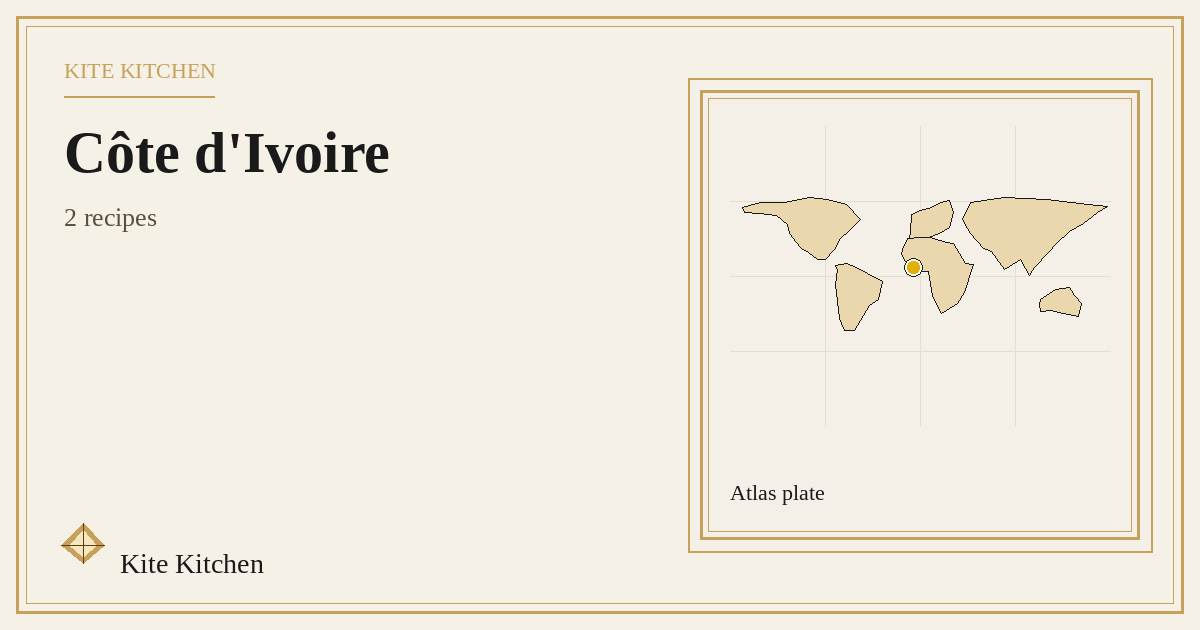 KITE KITCHEN
Côte d'Ivoire
2 recipes
Atlas plate
Kite Kitchen